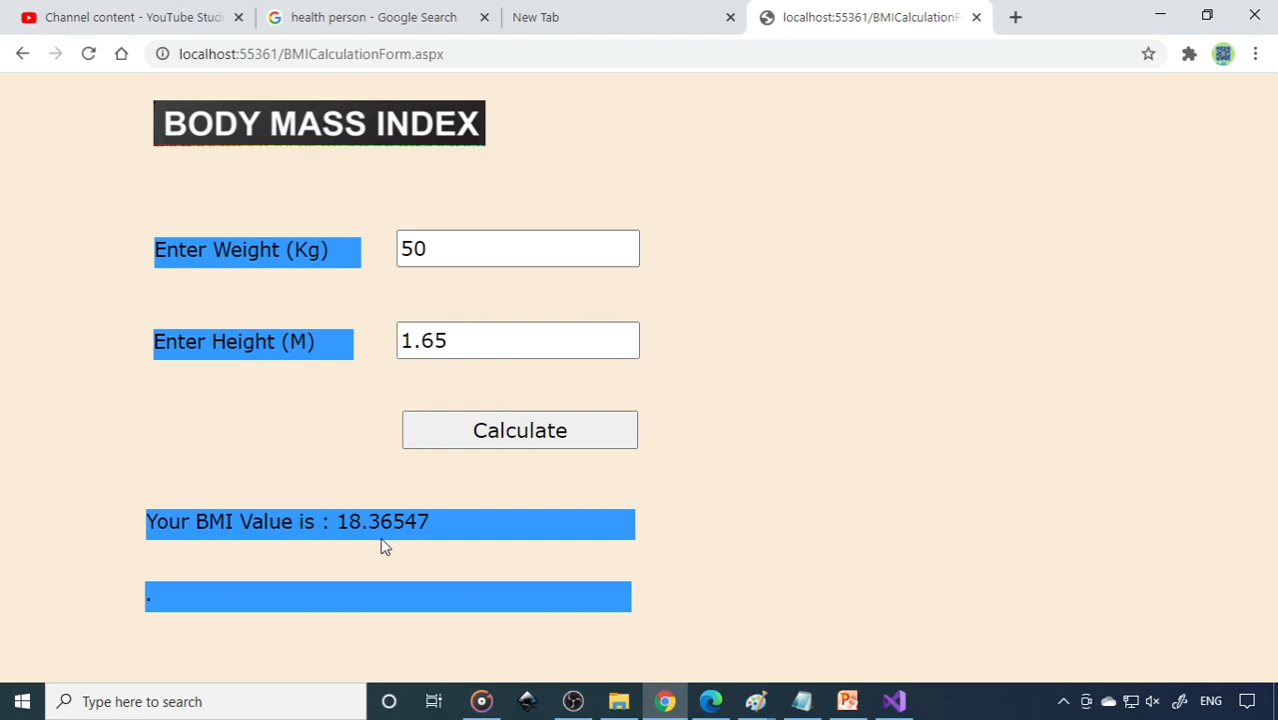 Channel content - YouTube Studi
health person - Google Search
New Tab
localhost:55361/BMICalculationF
localhost:55361/BMICalculationForm.aspx
BODY MASS INDEX
Enter Weight (Kg)
50
Enter Height (M)
1.65
Calculate
Your BMI Value is : 18.36547
.
Type here to search
ENG